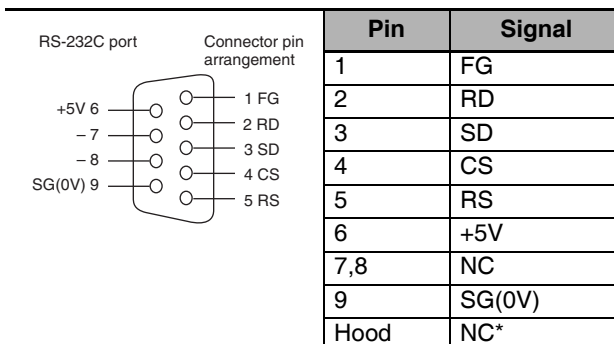 RS-232C port
Connector pin
arrangement
+5V 6
– 7
– 8
SG(0V) 9
1 FG
2 RD
3 SD
4 CS
5 RS
Pin Signal
1 FG
2 RD
3 SD
4 CS
5 RS
6 +5V
7,8 NC
9 SG(0V)
Hood NC*